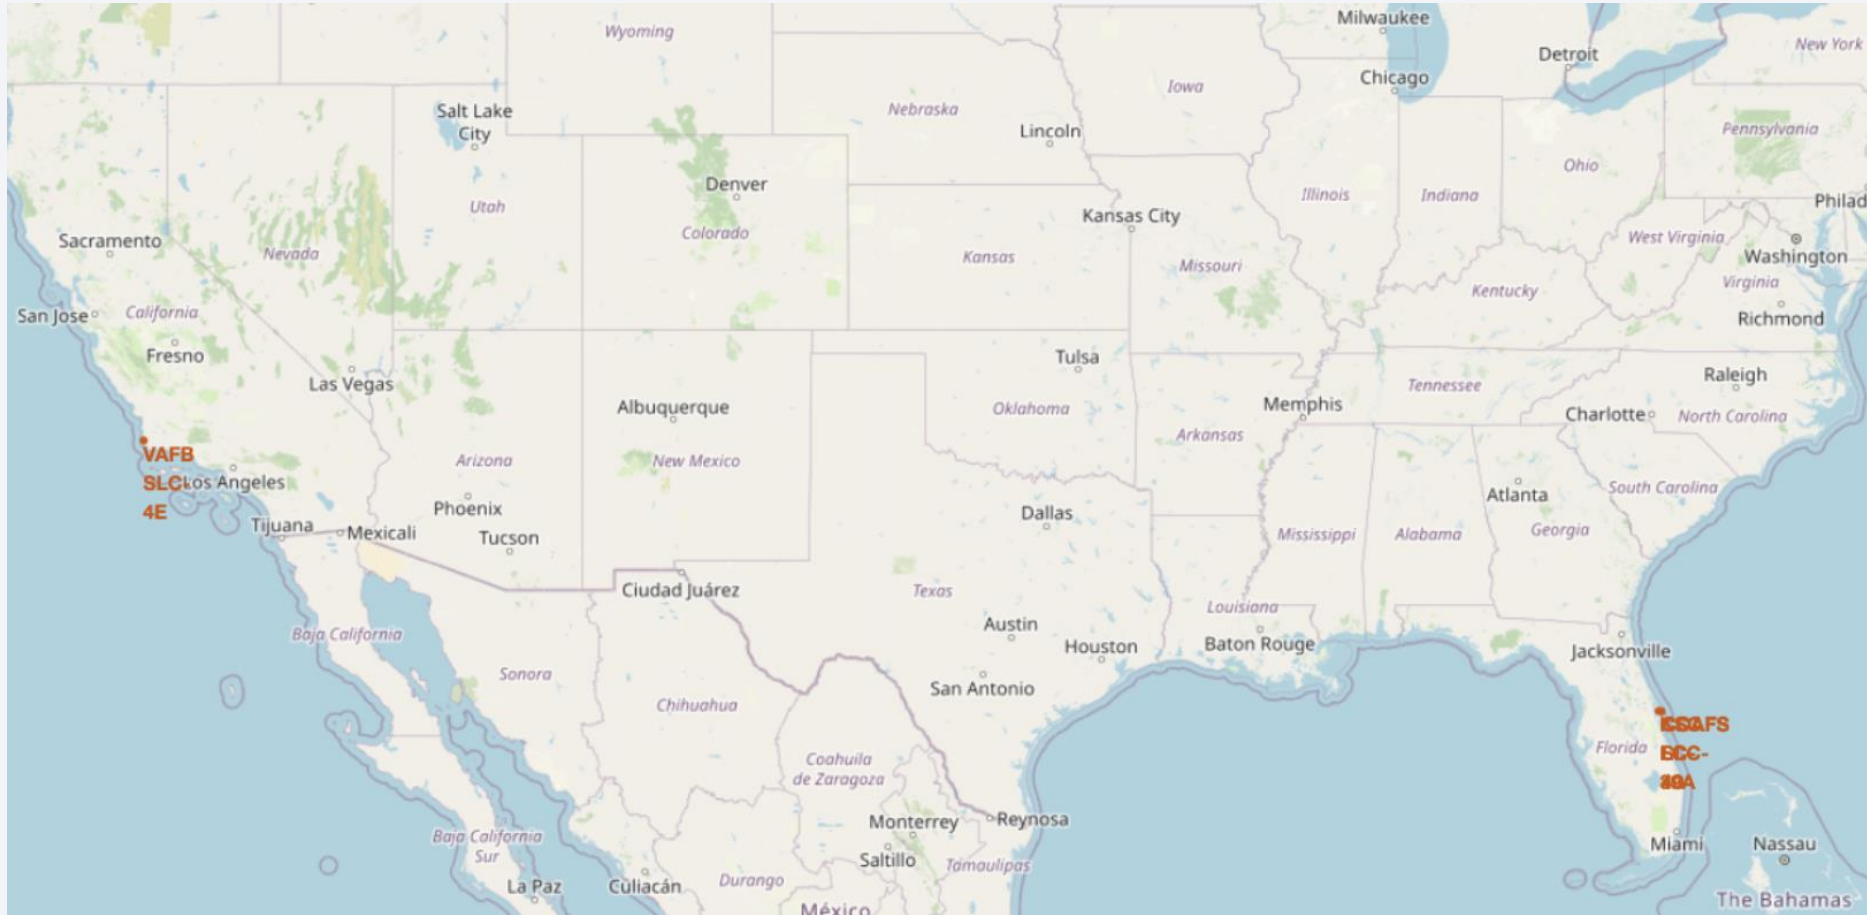 Milwaukee
Wyoming
New York
Detroit
Chicago
Iowa
Nebraska
Salt Lake
City
Lincoln
Pennsylvania
Ohio
Denver
Illinois
Indiana
Philad
Utah
Kansas City
Colorado
Sacramento
West Virginia
Nevada
Kansas
Missouri
Washington
Virginia
Kentucky
San Jose
California
Richmond
Fresno
Tulsa
Las Vegas
Raleigh
Tennessee
Albuquerque
Oklahoma
Memphis
Charlotte
North Carolina
Arkansas
VAFB
SLC-
4E
Los Angeles
Arizona
New Mexico
South Carolina
Phoenix
Atlanta
Dallas
Tijuana
Mexicali
Tucson
Mississippi
Alabama
Georgia
Ciudad Juárez
Texas
Louisiana
Austin
Baja California
Houston
Baton Rouge
Jacksonville
Sonora
San Antonio
Chihuahua
Florida
Coahuila
de Zaragoza
Monterrey
Reynosa
Baja California
Sur
Miami
Nassau
Saltillo
Tamaulipas
La Paz
Culiacán
Durango
The Bahamas
México